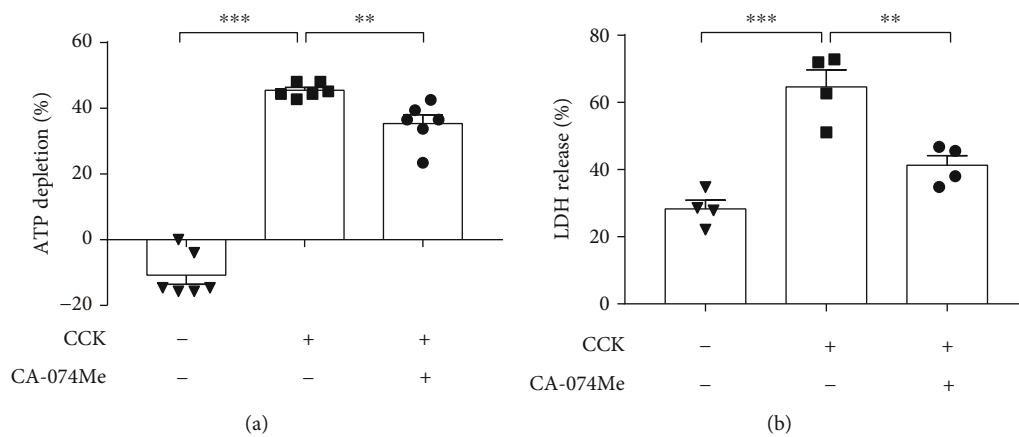 *** **
ATP depletion (%)
60
40
20
0
−20
CCK − + +
CA-074Me − − +
(a)
*** **
LDH release (%)
80
60
40
20
0
CCK − + +
CA-074Me − − +
(b)